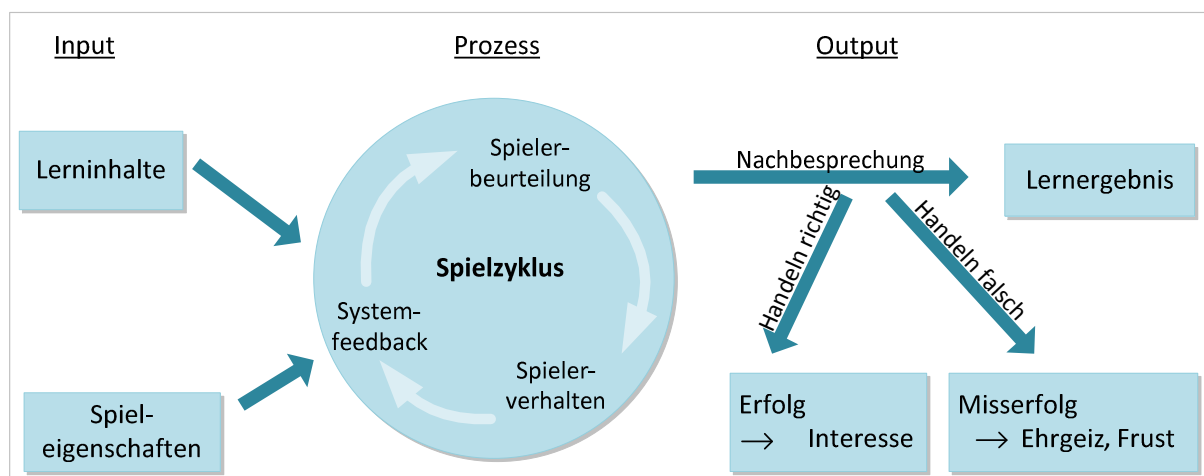 Input
Prozess
Output
Lerninhalte
Spiel-
eigenschaften
Spieler-
beurteilung
Spielzyklus
System-
feedback
Spieler-
verhalten
Nachbesprechung
Lernergebnis
Handeln richtig
Handeln falsch
Erfolg
→ Interesse
Misserfolg
→ Ehrgeiz, Frust